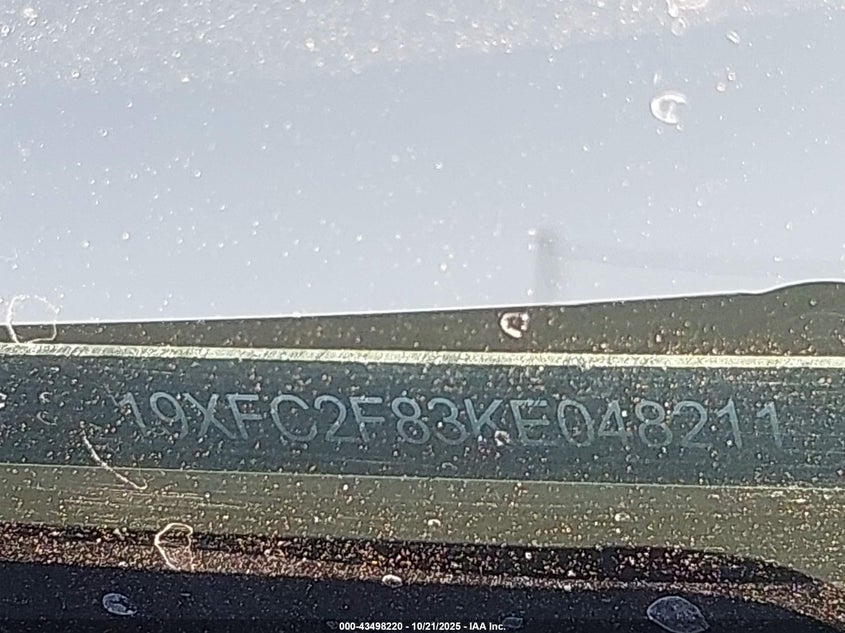 19XFC2F83KE048211
000-43498220 - 10/21/2025 - IAA Inc.